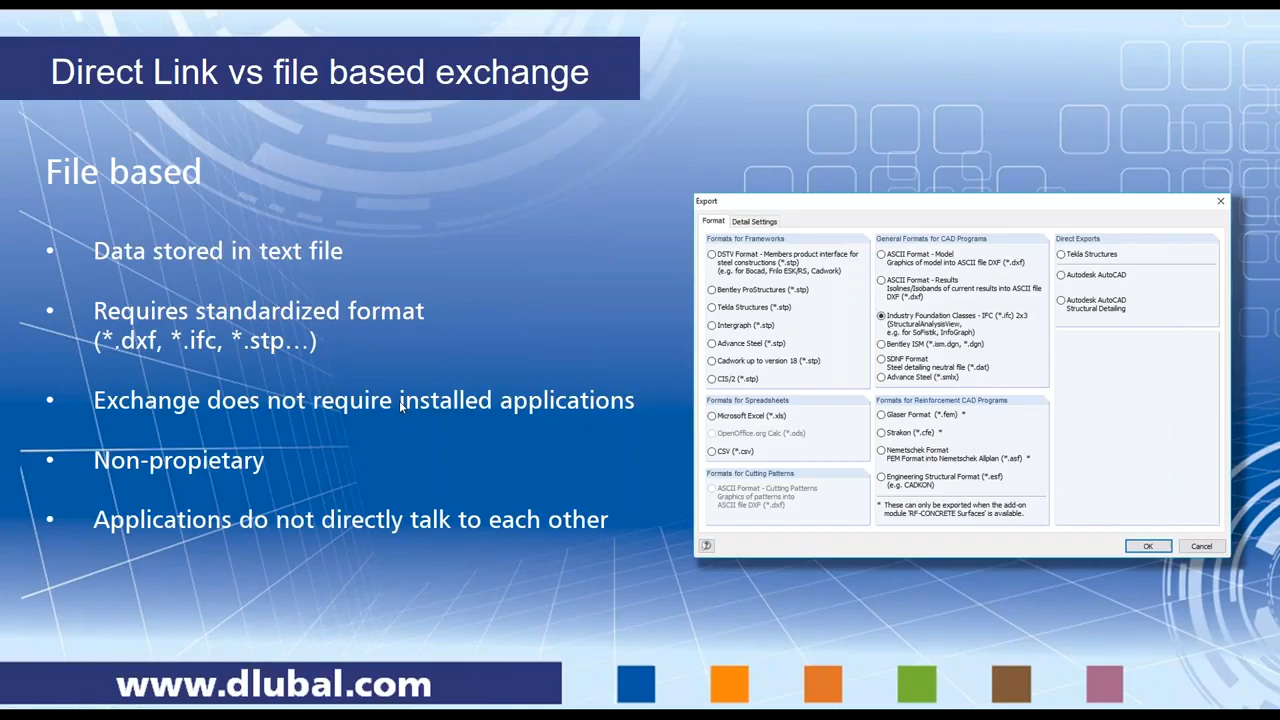 Direct Link vs file based exchange
File based
• Data stored in text file
• Requires standardized format
(*.dxf, *.ifc, *.stp...)
• Exchange does not require installed applications
• Non-propietary
• Applications do not directly talk to each other
Export
Format
Detail Settings
Formats for Frameworks
DSTV Format - Members product interface for
steel constructions (*.stp)
(e.g. for Bocad, Frilo ESK/RS, Cadwork)
Bentley ProStructures (*.stp)
Tekla Structures (*.stp)
Intergraph (*.stp)
Advance Steel (*.stp)
Cadwork up to version 18 (*.stp)
CIS/2 (*.stp)
Formats for Spreadsheets
Microsoft Excel (*.xls)
OpenOffice.org Calc (*.ods)
CSV (*.csv)
Formats for Cutting Patterns
ASCII Format - Cutting Patterns
Graphics of patterns into
ASCII file DXF (*.dxf)
General Formats for CAD Programs
ASCII Format - Model
Graphics of model into ASCII file DXF (*.dxf)
ASCII Format - Results
Isolines/Isobands of current results into ASCII file
DXF (*.dxf)
Industry Foundation Classes - IFC (*.ifc) 2x3
(StructuralAnalysisView,
e.g. for SoFistik, InfoGraph)
Bentley ISM (*.ism.dgn, *.dgn)
SDNF Format
Steel detailing neutral file (*.dat)
Advance Steel (*.smlx)
Formats for Reinforcement CAD Programs
Glaser Format (*.fem) *
Strakon (*.cfe) *
Nemetschek Format
FEM Format into Nemetschek Allplan (*.asf) *
Engineering Structural Format (*.esf)
(e.g. CADKON)
* These can only be exported when the add-on
module 'RF-CONCRETE Surfaces' is available.
Direct Exports
Tekla Structures
Autodesk AutoCAD
Autodesk AutoCAD
Structural Detailing
OK
Cancel
www.dlubal.com